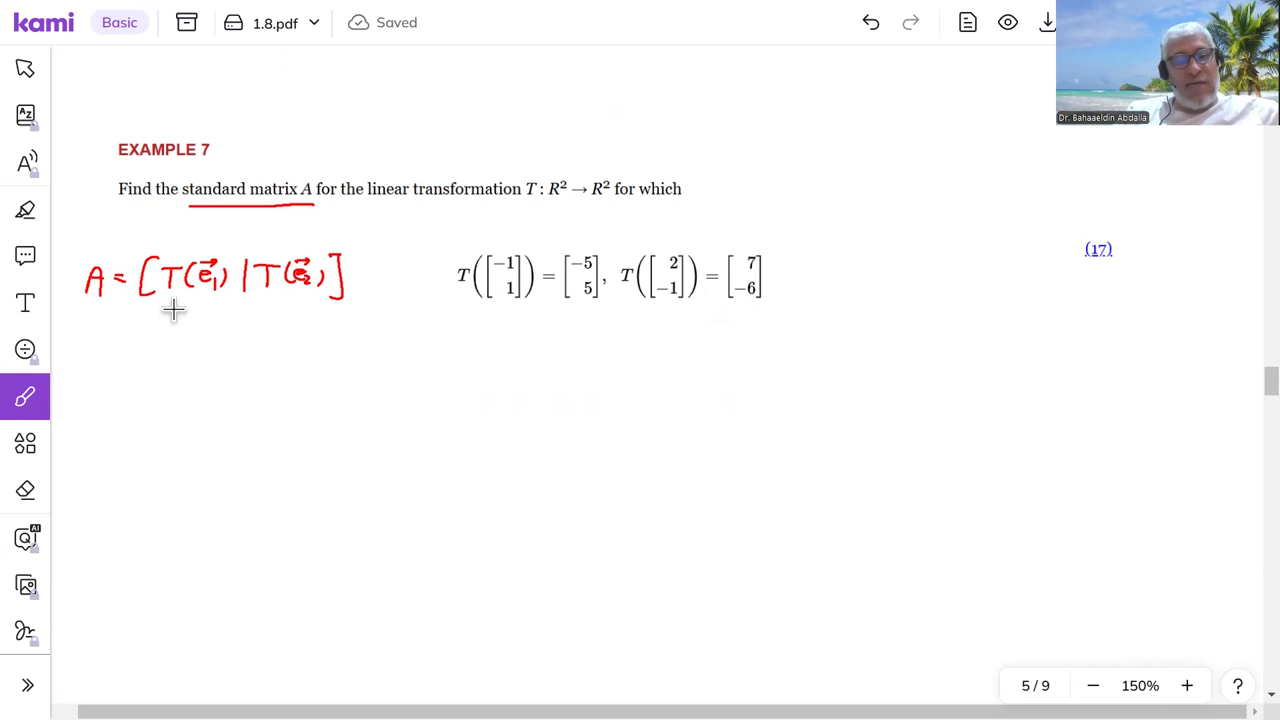 kami Basic 1.8.pdf Saved
Dr. Bahaaeldin Abdalla
EXAMPLE 7
Find the standard matrix A for the linear transformation T : R² → R² for which
(17)
A = [T(e⃗₁) | T(e⃗₂)]
T([−1 1]) = [−5 5], T([2 −1]) = [7 −6]
5 / 9 − 150% + ?